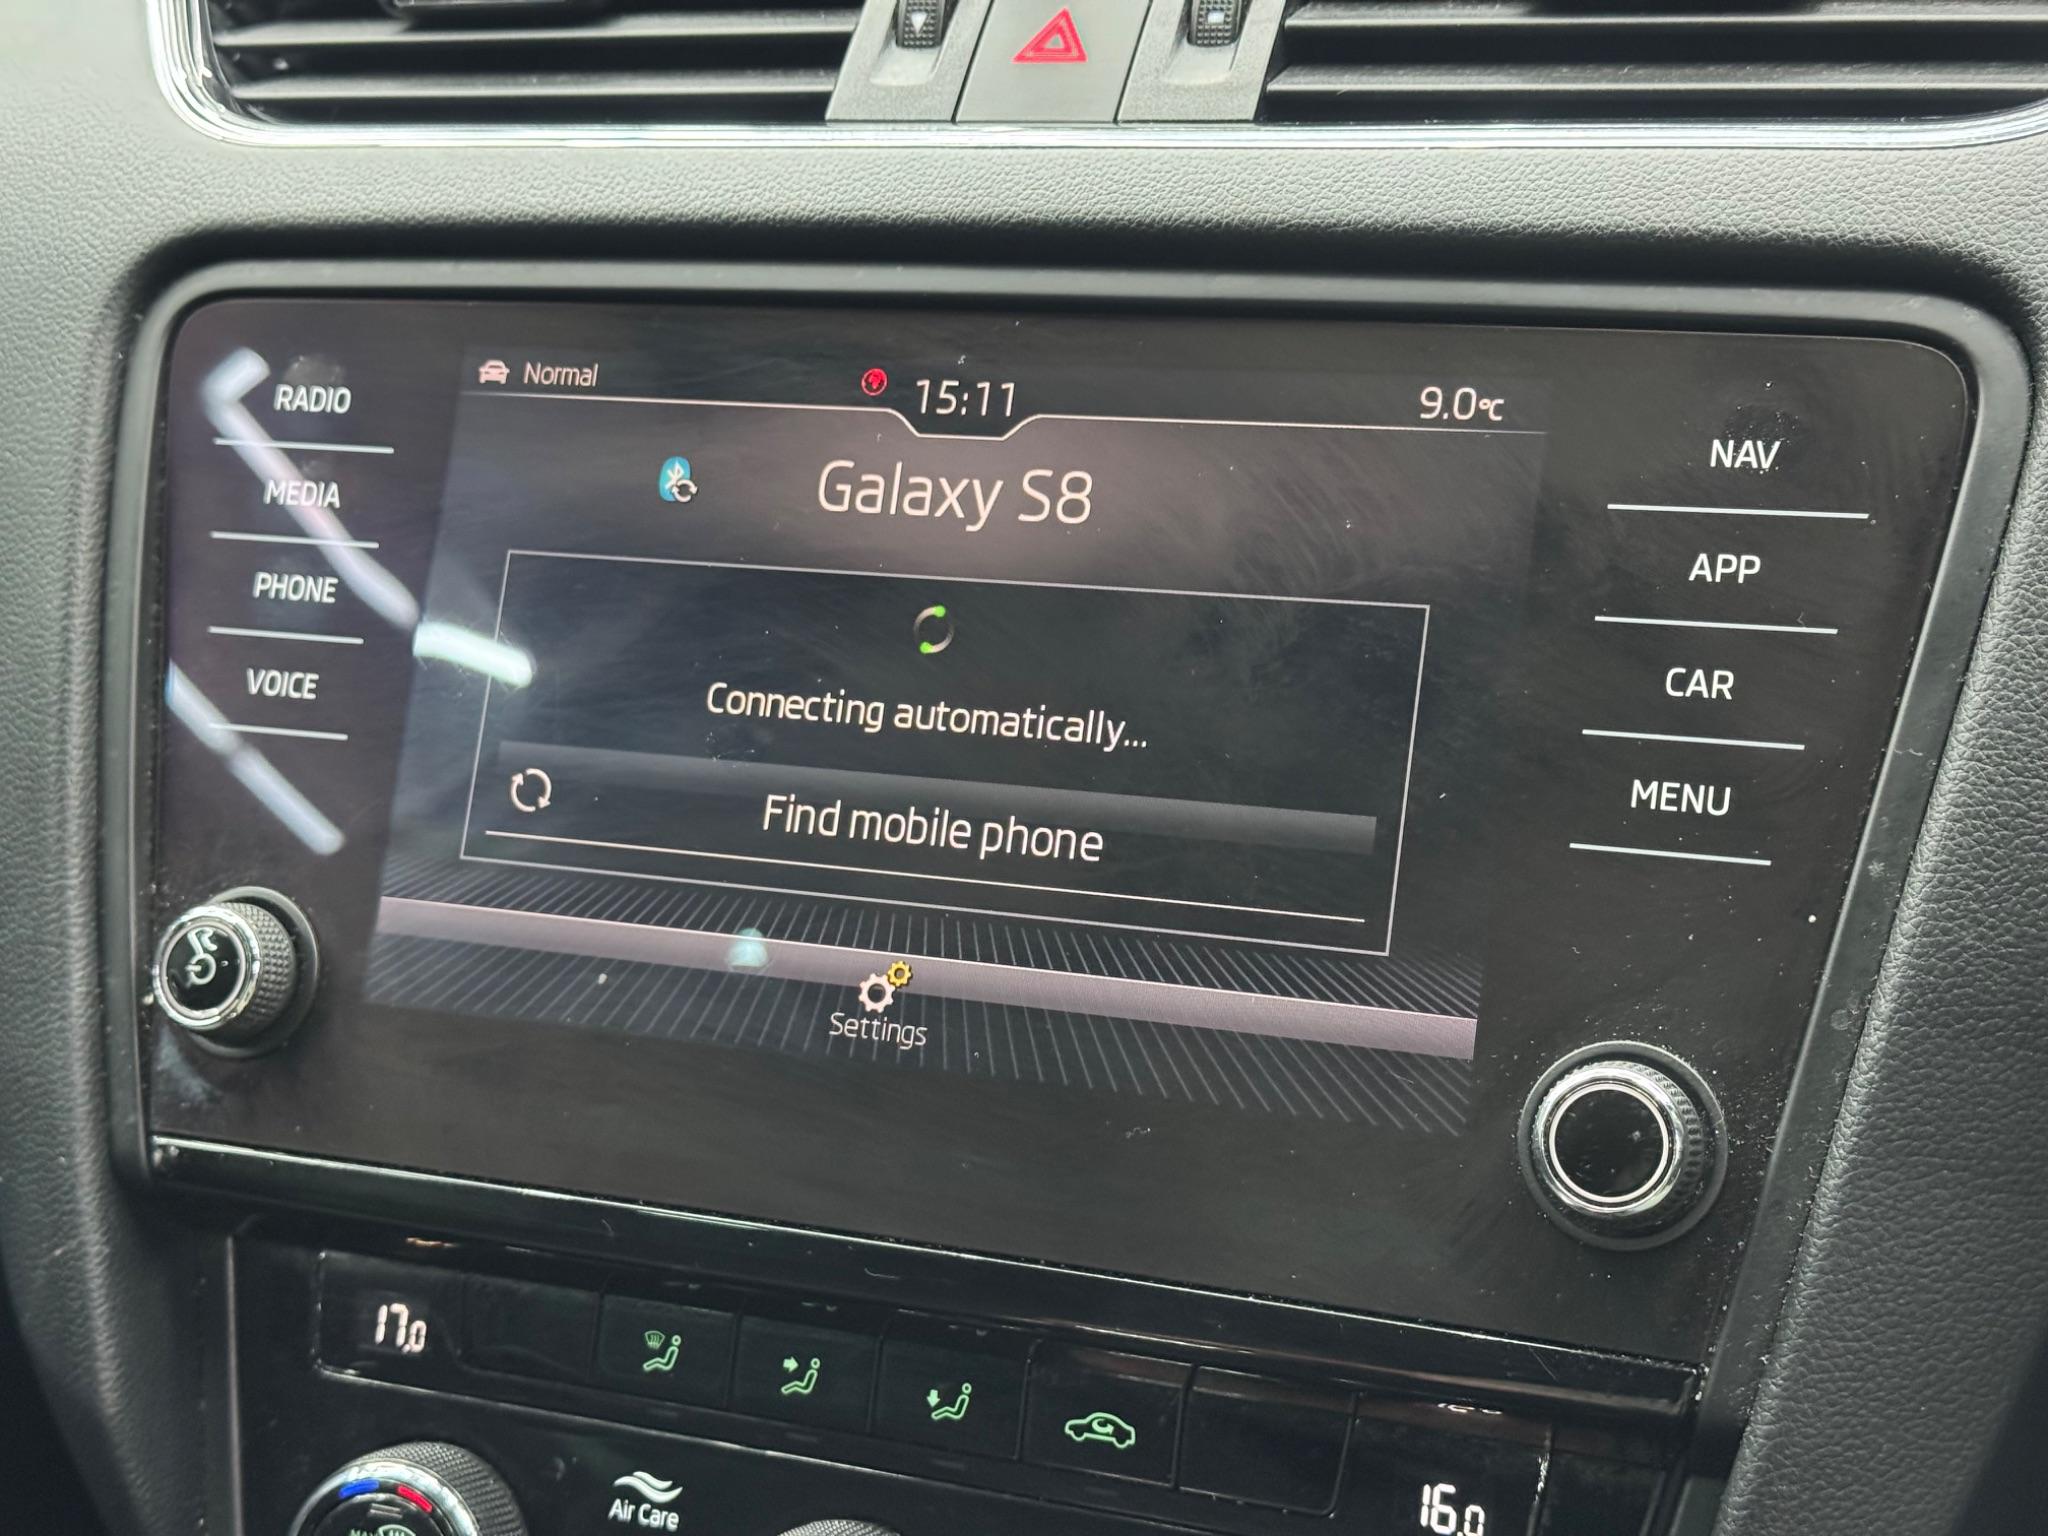 Normal
15:11
9.0°C
RADIO
MEDIA
PHONE
VOICE
Galaxy S8
Connecting automatically...
Find mobile phone
Settings
NAV
APP
CAR
MENU
17.0
Air Care
16.0
MAX